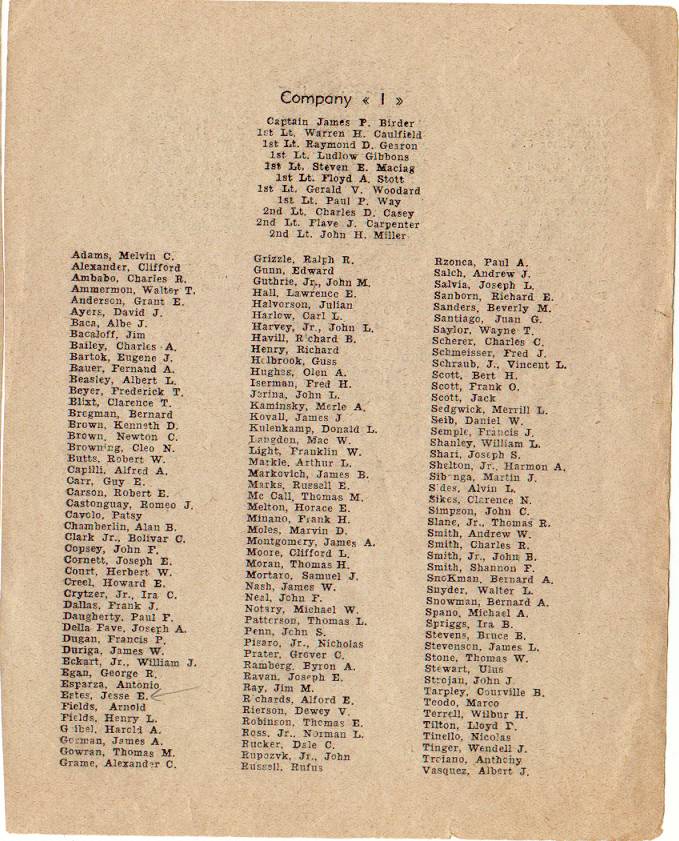 Company « I »
Captain James P. Birder
1st Lt. Warren H. Caulfield
1st Lt. Raymond D. Gearon
1st Lt. Ludlow Gibbons
1st Lt. Steven E. Maciag
1st Lt. Floyd A. Stott
1st Lt. Gerald V. Woodard
1st Lt. Paul P. Way
2nd Lt. Charles D. Casey
2nd Lt. Flave J. Carpenter
2nd Lt. John H. Miller
Adams, Melvin C.
Alexander, Clifford
Ambabo, Charles R.
Ammermon, Walter T.
Anderson, Grant E.
Ayers, David J.
Baca, Albe J.
Bacaloff, Jim
Bailey, Charles A.
Bartok, Eugene J.
Bauer, Fernand A.
Beasley, Albert L.
Beyer, Frederick T.
Blixt, Clarence T.
Bregman, Bernard
Brown, Kenneth D.
Brown, Newton C.
Browning, Cleo N.
Butts, Robert W.
Capilli, Alfred A.
Carr, Guy E.
Carson, Robert E.
Castonguay, Romeo J.
Cavolo, Patsy
Chamberlin, Alan B.
Clark Jr., Bolivar C.
Copsey, John F.
Cornett, Joseph E.
Court, Herbert W.
Creel, Howard E.
Crytzer, Jr., Ira C.
Dallas, Frank J.
Daugherty, Paul F.
Della Fave, Joseph A.
Dugan, Francis P.
Duriga, James W.
Eckart, Jr., William J.
Egan, George R.
Esparza, Antonio
Estes, Jesse E.
Fields, Arnold
Fields, Henry L.
Geibel, Harold A.
Gorman, James A.
Gowran, Thomas M.
Grame, Alexander C.
Grizzle, Ralph R.
Gunn, Edward
Guthrie, Jr., John M.
Hall, Lawrence E.
Halvorson, Julian
Harlow, Carl L.
Harvey, Jr., John L.
Havill, Richard B.
Henry, Richard
Holbrook, Guss
Hughs, Olen A.
Iserman, Fred H.
Jerina, John L.
Kaminsky, Merle A.
Kovall, James J
Kulenkamp, Donald L.
Langden, Mac W.
Light, Franklin W.
Markie, Arthur L.
Markovich, James B.
Marks, Russell E.
Mc Call, Thomas M.
Melton, Horace E.
Minano, Frank H.
Moles, Marvin D.
Montgomery, James A.
Moore, Clifford L.
Moran, Thomas H.
Mortaro, Samuel J.
Nash, James W.
Neal, John F.
Notary, Michael W.
Patterson, Thomas L.
Penn, John S.
Pisaro, Jr., Nicholas
Prater, Grover C.
Ramberg, Byron A.
Ravan, Joseph E.
Ray, Jim M.
Richards, Alford E.
Rierson, Dewey V.
Robinson, Thomas E.
Ross, Jr., Norman L.
Rucker, Dale C.
Rupozvk, Jr., John
Russell, Rufus
Rzonca, Paul A.
Salch, Andrew J.
Salvia, Joseph L.
Sanborn, Richard E.
Sanders, Beverly M.
Santiago, Juan G.
Saylor, Wayne T.
Scherer, Charles C.
Schmeisser, Fred J.
Schraub, J., Vincent L.
Scott, Bert H.
Scott, Frank O.
Scott, Jack
Sedgwick, Merrill L.
Seib, Daniel W.
Semple, Francis J.
Shanley, William L.
Shari, Joseph S.
Shelton, Jr., Harmon A.
Sibenga, Martin J.
Sides, Alvin L.
Sikes, Clarence N.
Simpson, John C.
Slane, Jr., Thomas R.
Smith, Andrew W.
Smith, Charles R.
Smith, Jr., John B.
Smith, Shannon F.
SnoKman, Bernard A.
Snyder, Walter L.
Snowman, Bernard A.
Spano, Michael A.
Spriggs, Ira B.
Stevens, Bruce E.
Stevenson, James L.
Stone, Thomas W.
Stewart, Ulus
Strojan, John J.
Tarpley, Courville B.
Teodo, Marco
Terrell, Wilbur H.
Tilton, Lloyd P.
Tinello, Nicolas
Tinger, Wendell J.
Troiano, Anthony
Vasquez, Albert J.